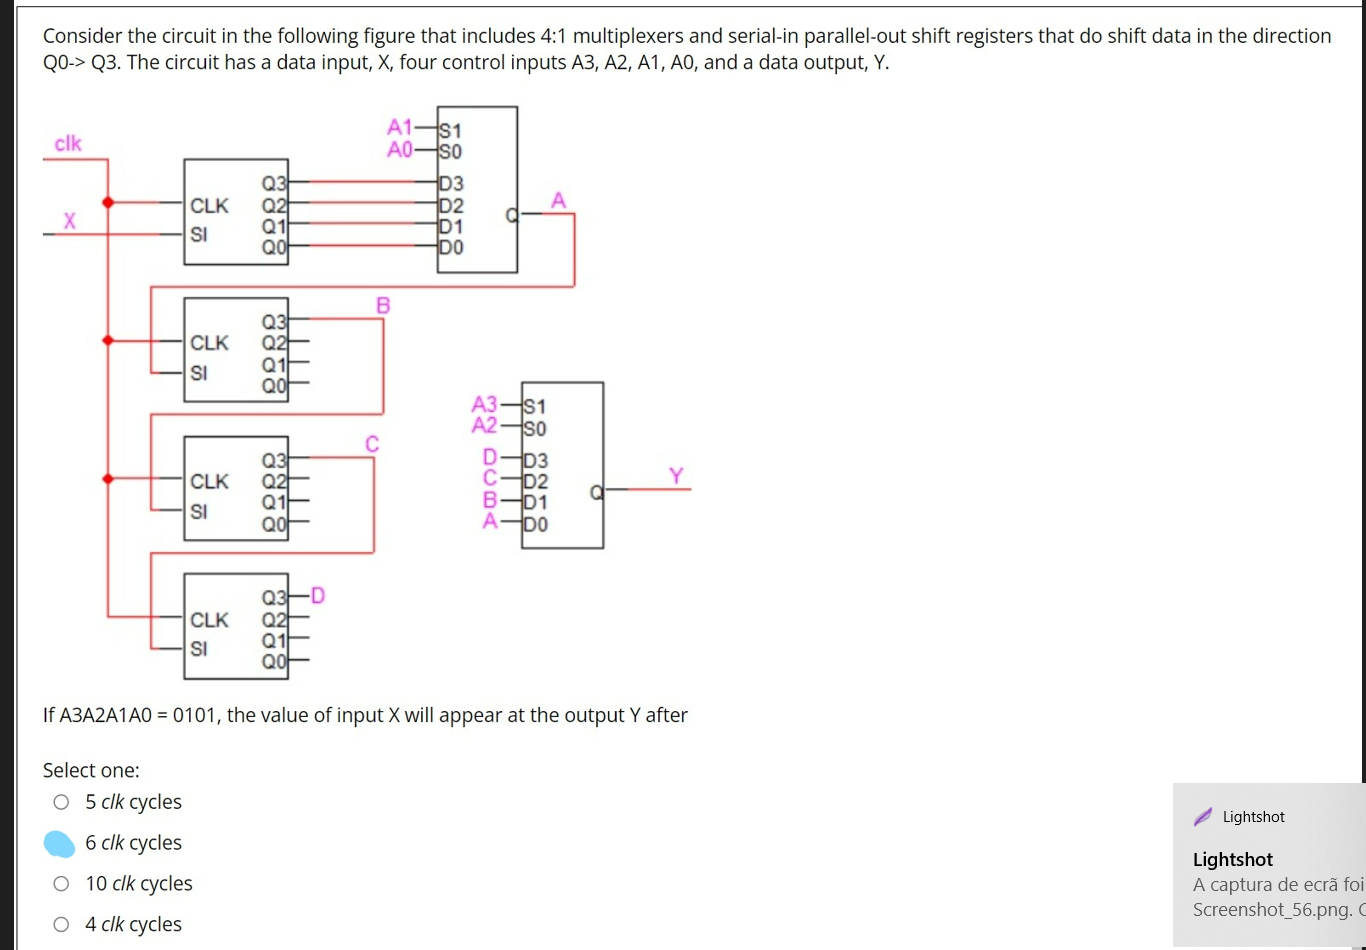 Consider the circuit in the following figure that includes 4:1 multiplexers and serial-in parallel-out shift registers that do shift data in the direction
Q0-> Q3. The circuit has a data input, X, four control inputs A3, A2, A1, A0, and a data output, Y.
clk
X
CLK
SI
Q3
Q2
Q1
Q0
A1
A0
S1
S0
D3
D2
D1
D0
Q
A
CLK
SI
Q3
Q2
Q1
Q0
B
CLK
SI
Q3
Q2
Q1
Q0
C
A3
A2
D
C
B
A
S1
S0
D3
D2
D1
D0
Q
Y
CLK
SI
Q3
Q2
Q1
Q0
D
If A3A2A1A0 = 0101, the value of input X will appear at the output Y after
Select one:
5 clk cycles
6 clk cycles
10 clk cycles
4 clk cycles
Lightshot
Lightshot
A captura de ecrã foi
Screenshot_56.png.